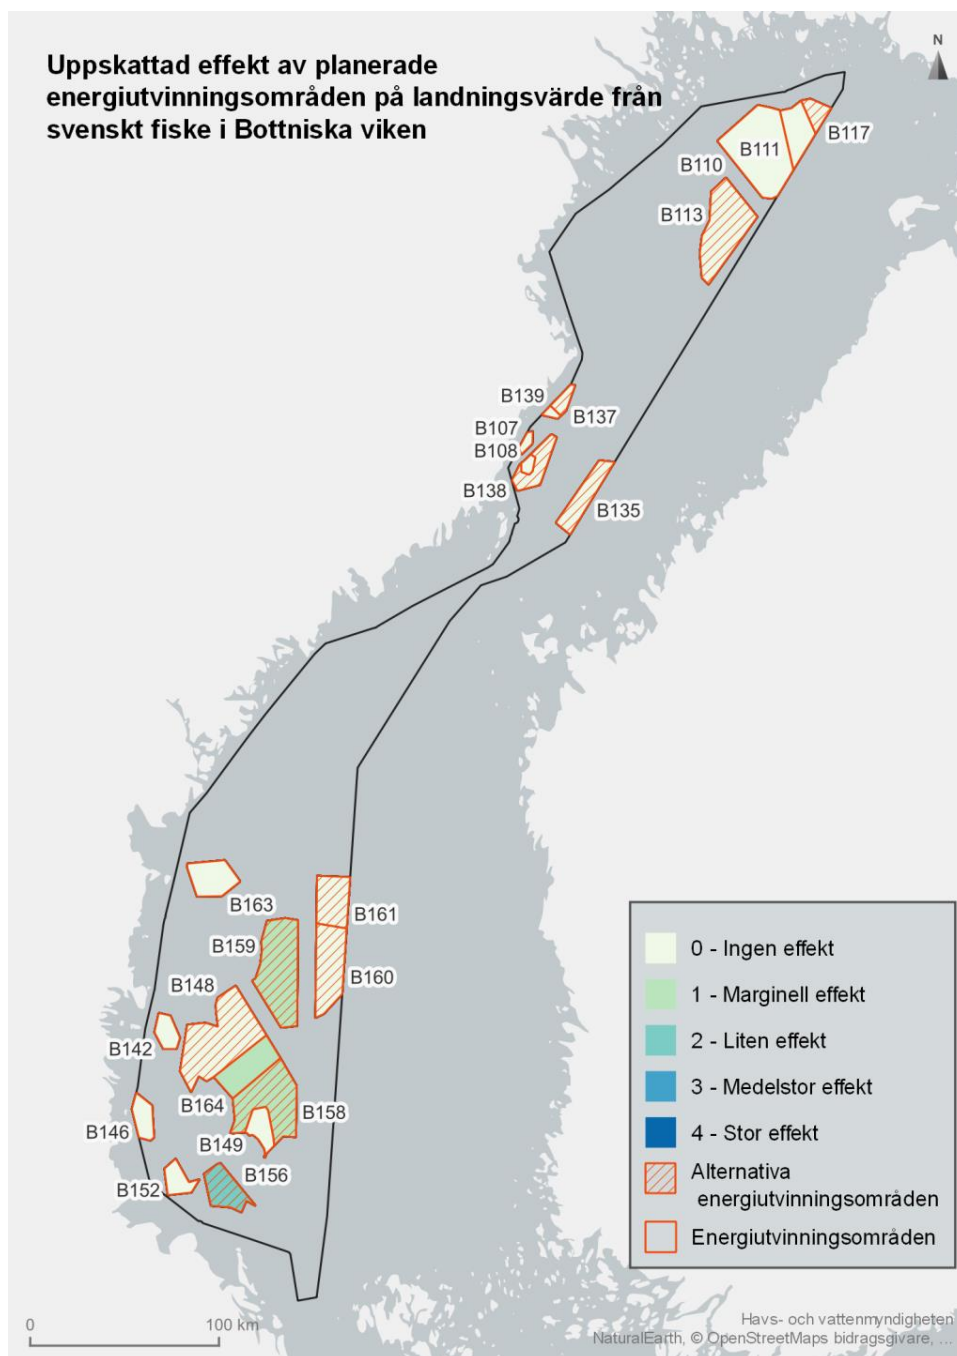 Uppskattad effekt av planerade
energiutvinningsområden på landningsvärde från
svenskt fiske i Bottniska viken
N
B117
B111
B110
B113
B139
B137
B107
B108
B138
B135
B163
B161
B159
B160
B148
B142
B164
B158
B146
B149
B156
B152
0 - Ingen effekt
1 - Marginell effekt
2 - Liten effekt
3 - Medelstor effekt
4 - Stor effekt
Alternativa
energiutvinningsområden
Energiutvinningsområden
0 100 km
Havs- och vattenmyndigheten
NaturalEarth, © OpenStreetMaps bidragsgivare, ...